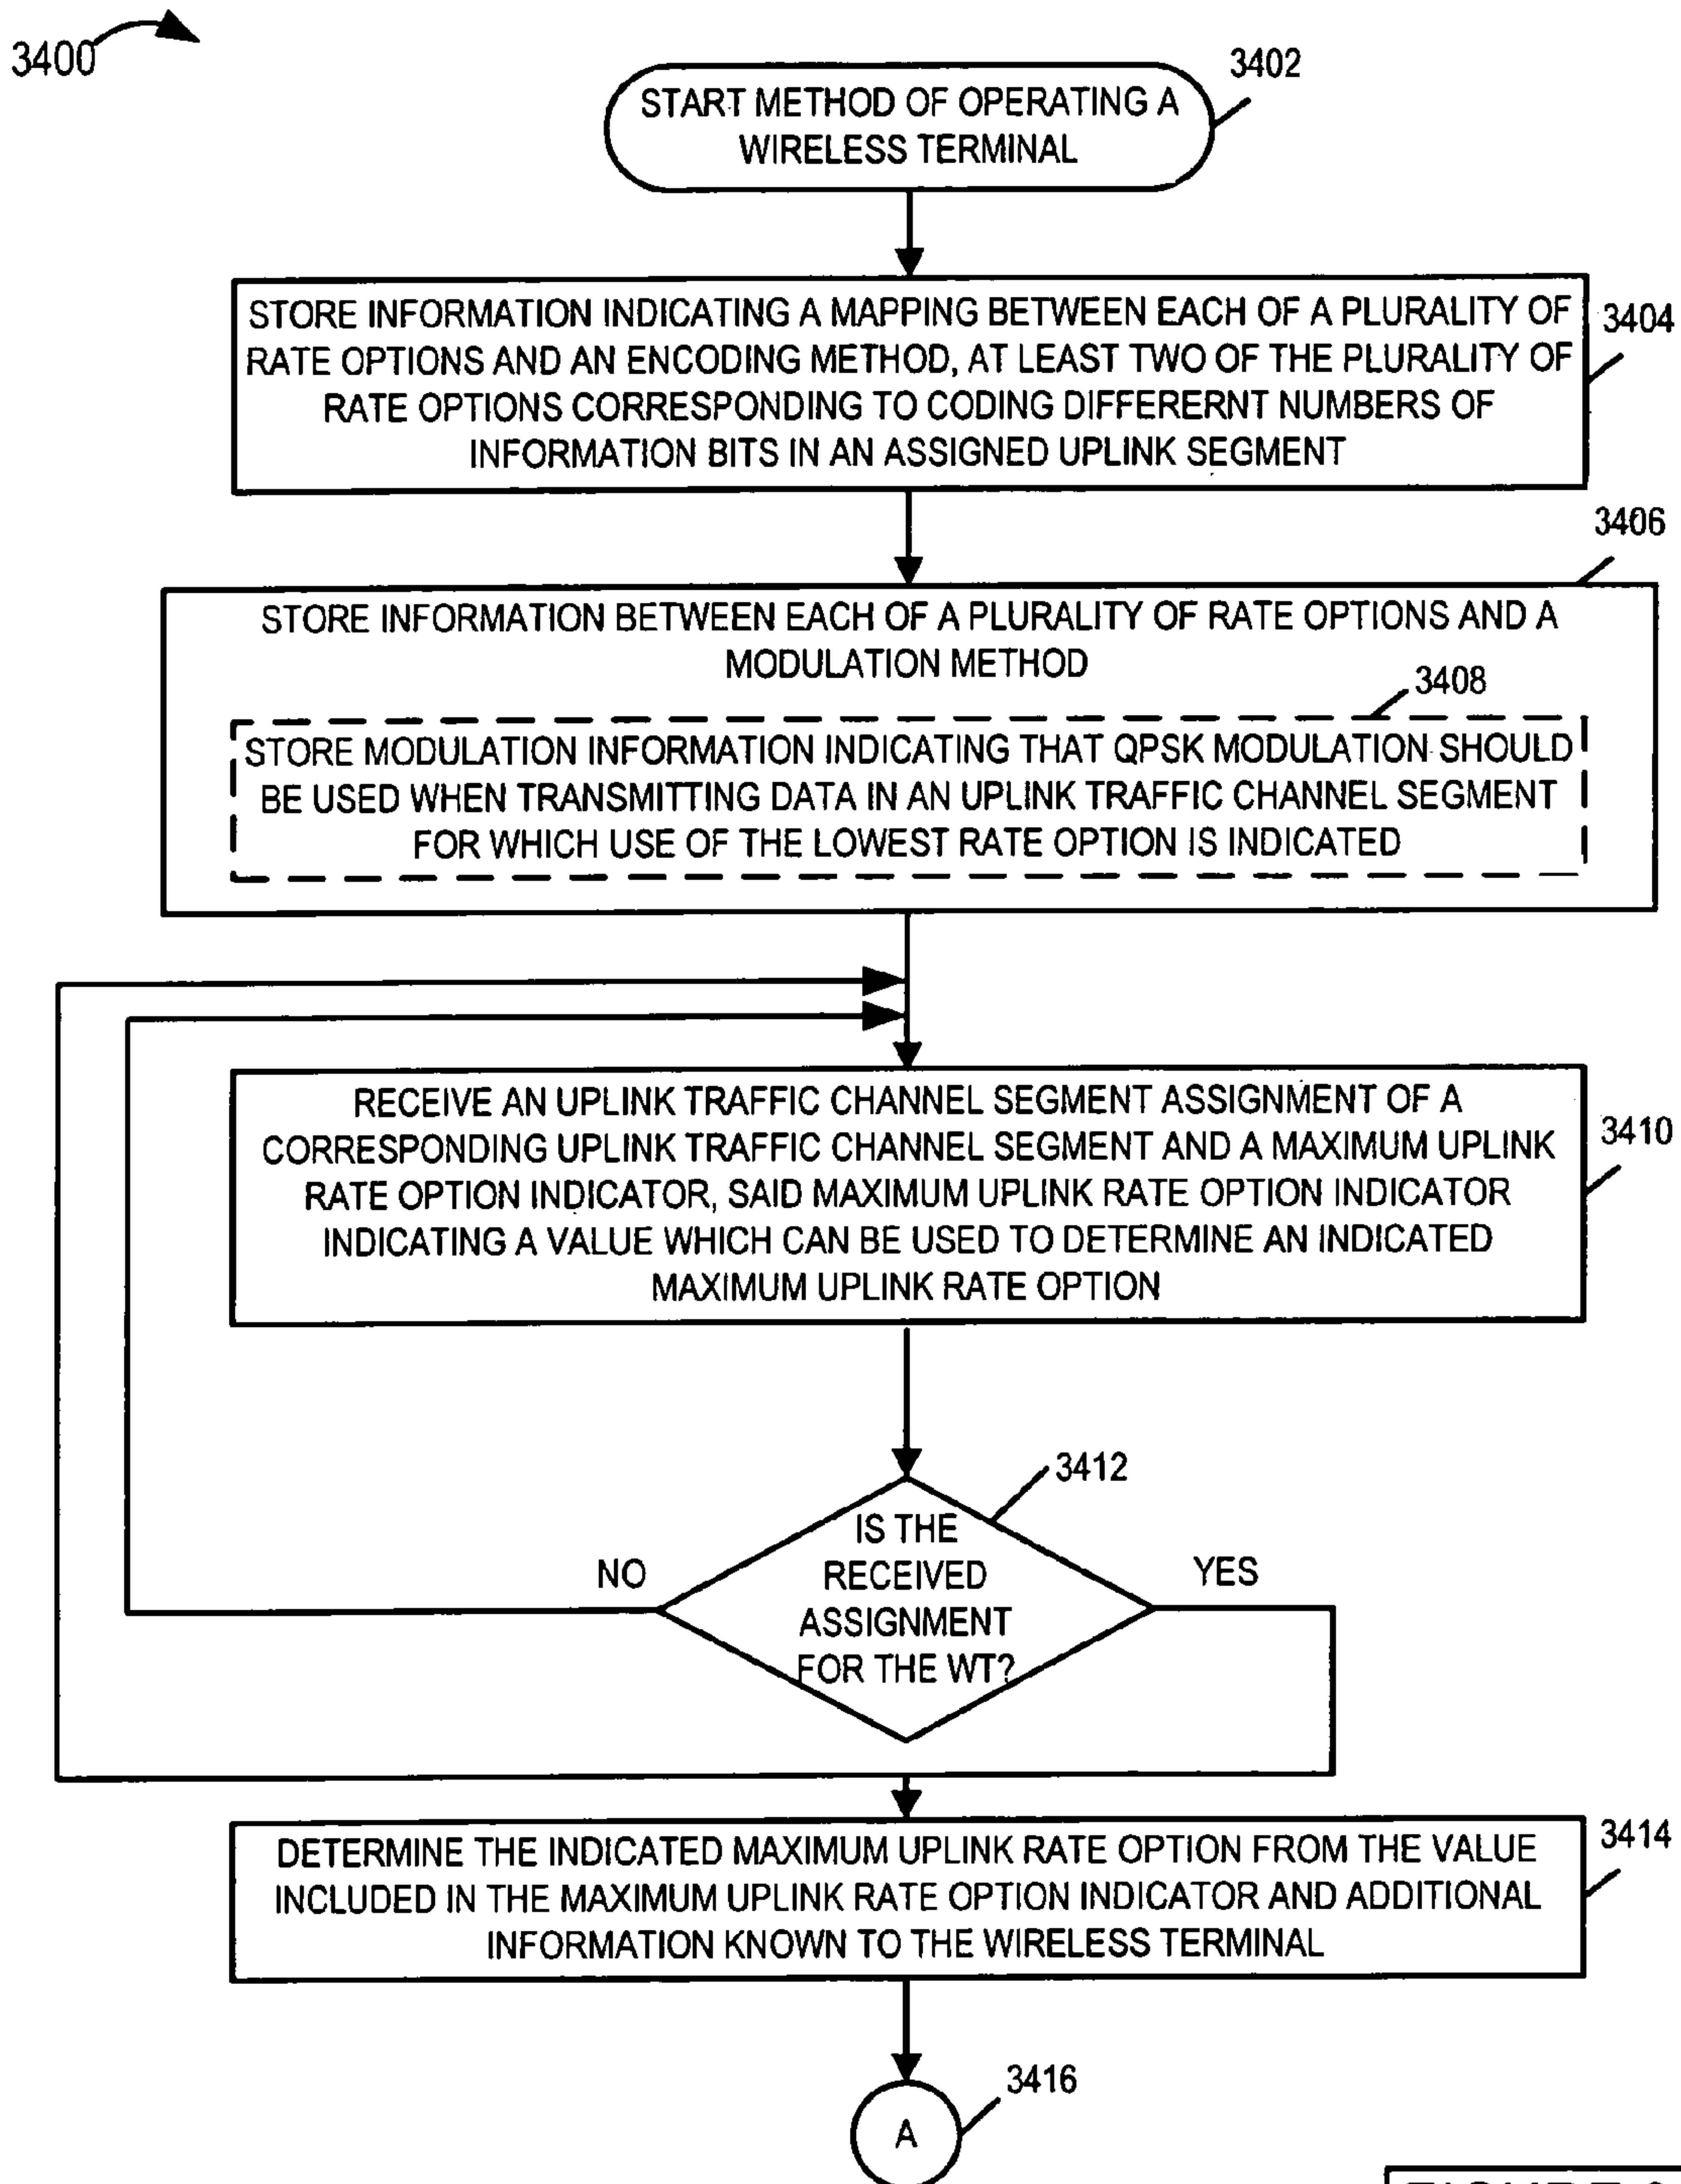 3400
3402
START METHOD OF OPERATING A
WIRELESS TERMINAL
3404
STORE INFORMATION INDICATING A MAPPING BETWEEN EACH OF A PLURALITY OF
RATE OPTIONS AND AN ENCODING METHOD, AT LEAST TWO OF THE PLURALITY OF
RATE OPTIONS CORRESPONDING TO CODING DIFFERERNT NUMBERS OF
INFORMATION BITS IN AN ASSIGNED UPLINK SEGMENT
3406
STORE INFORMATION BETWEEN EACH OF A PLURALITY OF RATE OPTIONS AND A
MODULATION METHOD
3408
STORE MODULATION INFORMATION INDICATING THAT QPSK MODULATION SHOULD
BE USED WHEN TRANSMITTING DATA IN AN UPLINK TRAFFIC CHANNEL SEGMENT
FOR WHICH USE OF THE LOWEST RATE OPTION IS INDICATED
RECEIVE AN UPLINK TRAFFIC CHANNEL SEGMENT ASSIGNMENT OF A
CORRESPONDING UPLINK TRAFFIC CHANNEL SEGMENT AND A MAXIMUM UPLINK
RATE OPTION INDICATOR, SAID MAXIMUM UPLINK RATE OPTION INDICATOR
INDICATING A VALUE WHICH CAN BE USED TO DETERMINE AN INDICATED
MAXIMUM UPLINK RATE OPTION
3410
3412
IS THE
RECEIVED
ASSIGNMENT
FOR THE WT?
NO
YES
3414
DETERMINE THE INDICATED MAXIMUM UPLINK RATE OPTION FROM THE VALUE
INCLUDED IN THE MAXIMUM UPLINK RATE OPTION INDICATOR AND ADDITIONAL
INFORMATION KNOWN TO THE WIRELESS TERMINAL
3416
A